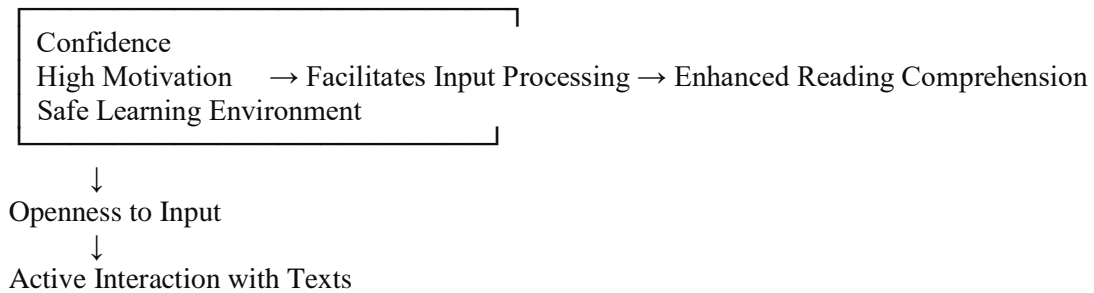 Confidence
High Motivation → Facilitates Input Processing → Enhanced Reading Comprehension
Safe Learning Environment
↓
Openness to Input
↓
Active Interaction with Texts